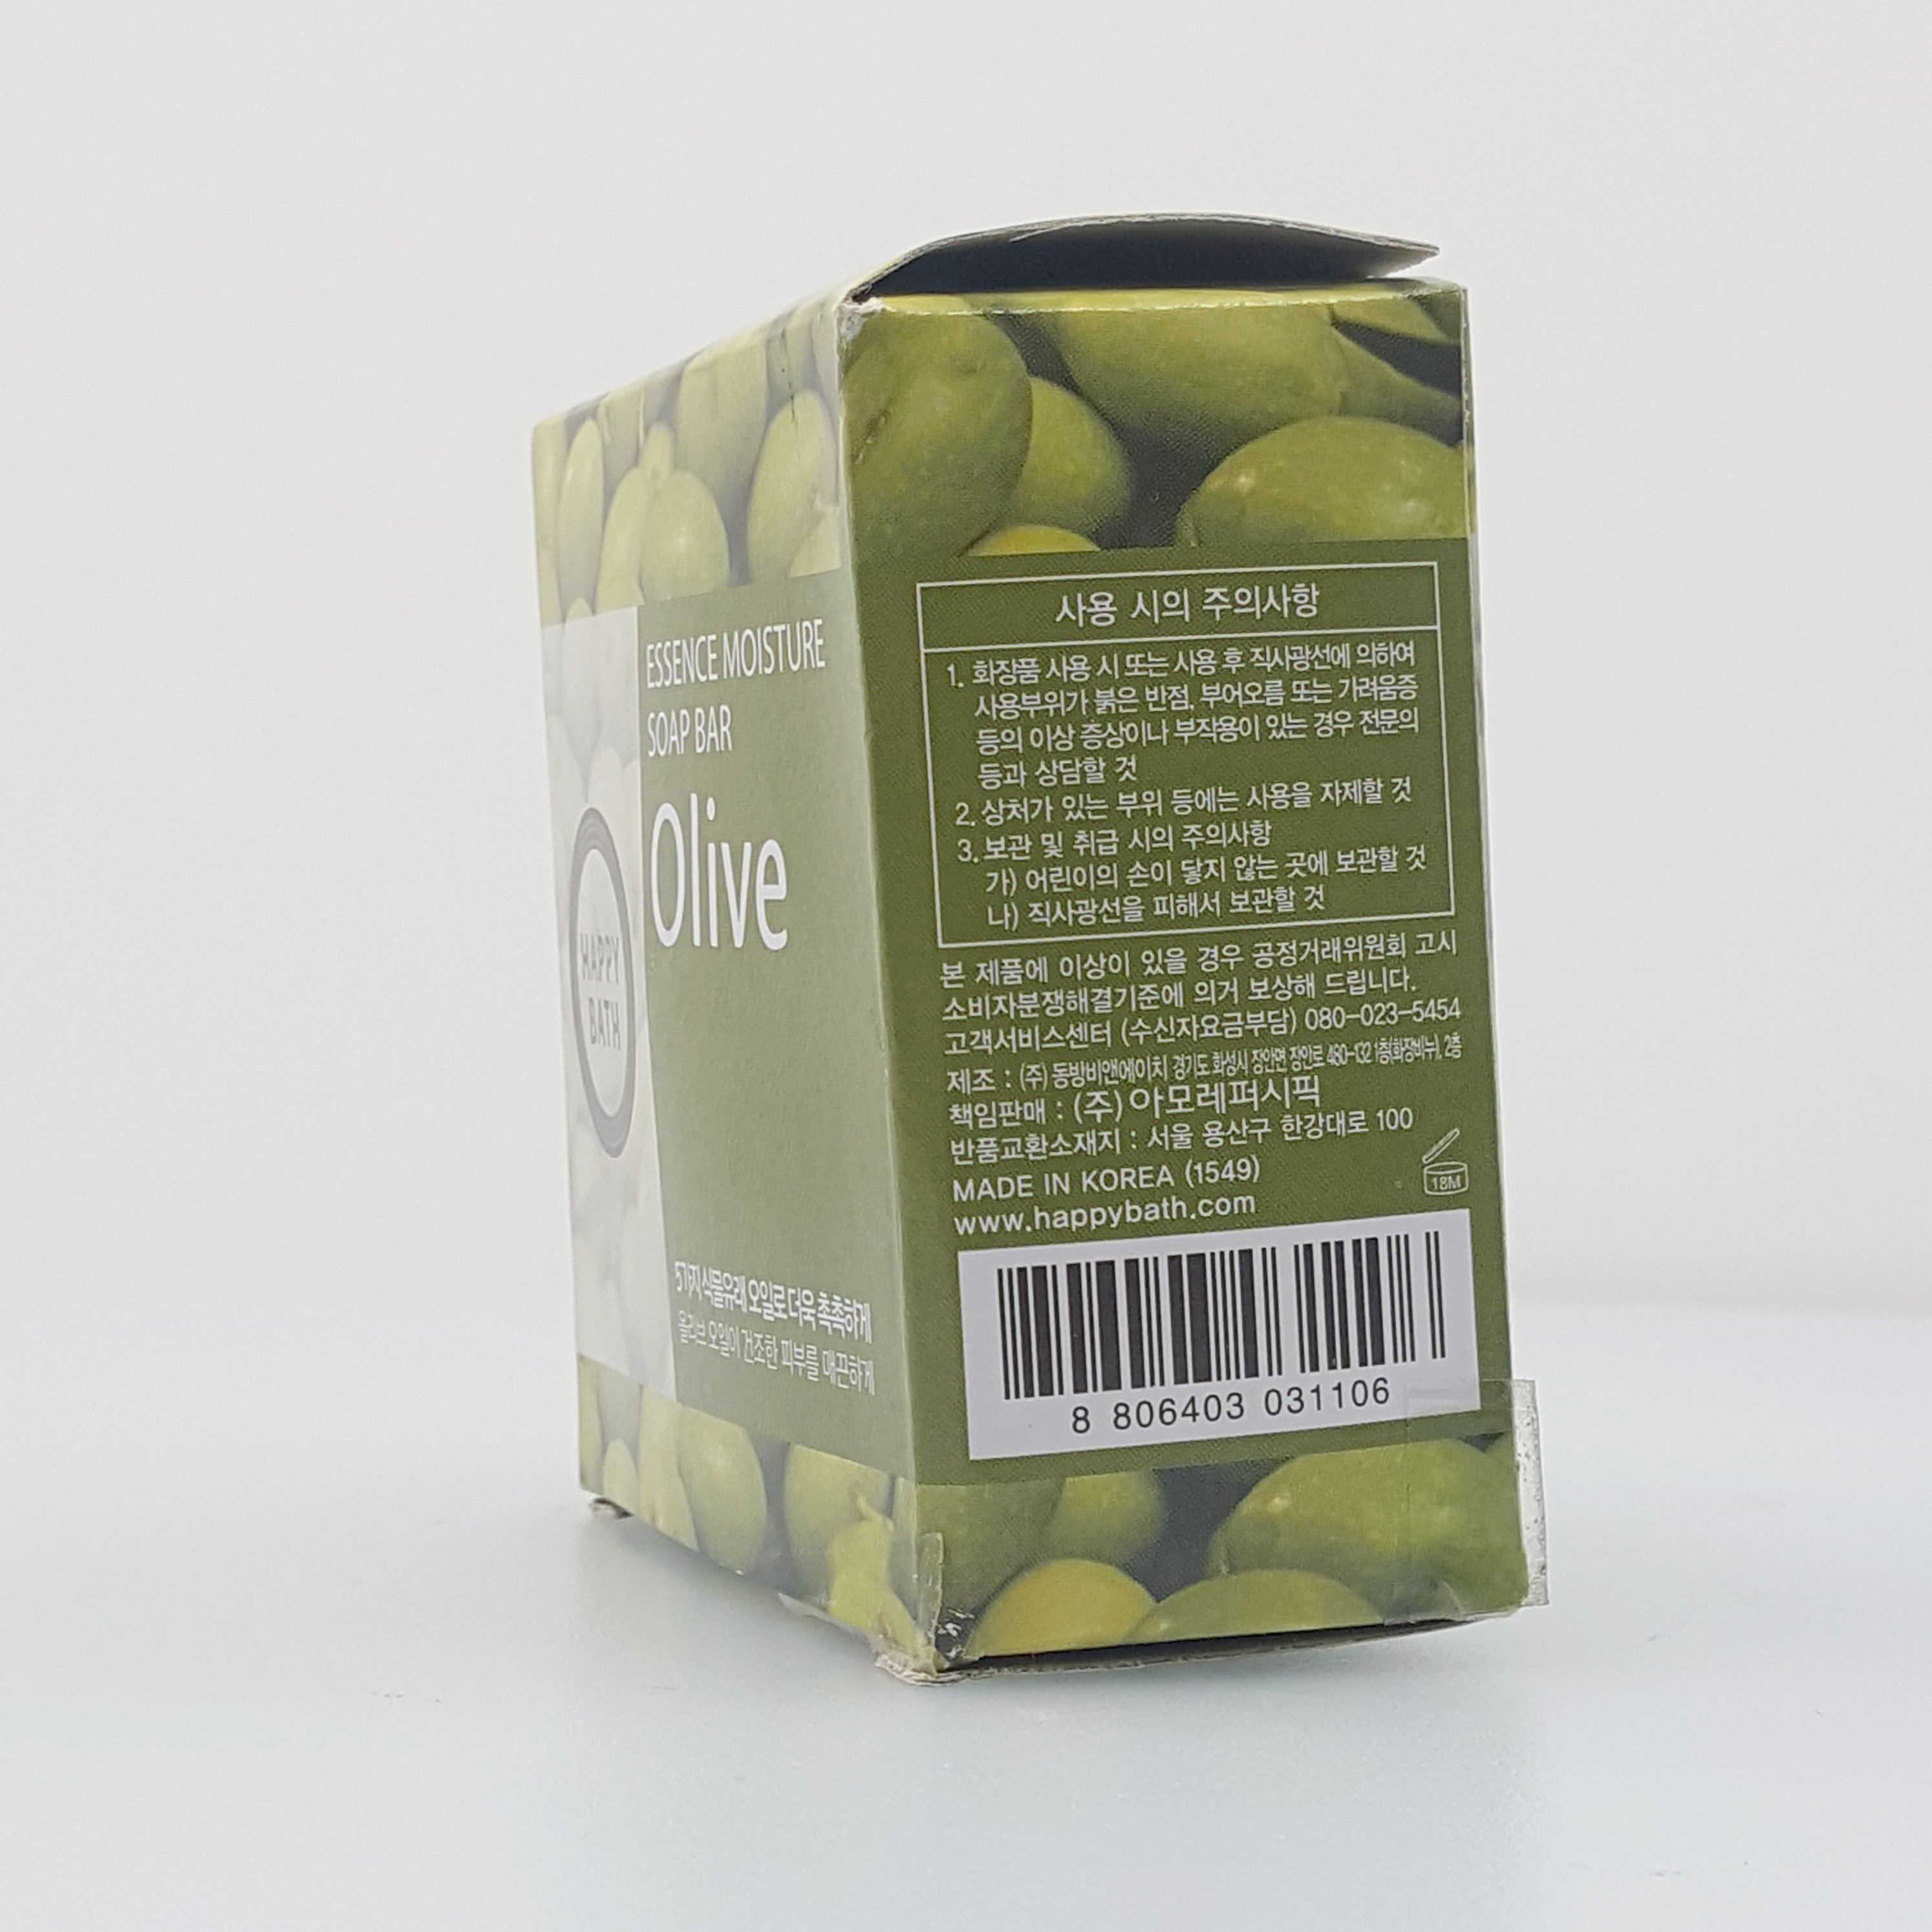 ESSENCE MOISTURE
SOAP BAR
Olive
HAPPY
BATH
5가지 식물유래 오일로 더욱 촉촉하게
올리브 오일이 건조한 피부를 매끈하게
사용 시의 주의사항
1. 화장품 사용 시 또는 사용 후 직사광선에 의하여
사용부위가 붉은 반점, 부어오름 또는 가려움증
등의 이상 증상이나 부작용이 있는 경우 전문의
등과 상담할 것
2. 상처가 있는 부위 등에는 사용을 자제할 것
3. 보관 및 취급 시의 주의사항
가) 어린이의 손이 닿지 않는 곳에 보관할 것
나) 직사광선을 피해서 보관할 것
본 제품에 이상이 있을 경우 공정거래위원회 고시
소비자분쟁해결기준에 의거 보상해 드립니다.
고객서비스센터 (수신자요금부담) 080-023-5454
제조 : (주) 동방비앤에이치 경기도 화성시 장안면 장안로 480-132 1층(화장비누), 2층
책임판매 : (주)아모레퍼시픽
반품교환소재지 : 서울 용산구 한강대로 100
MADE IN KOREA (1549)
www.happybath.com
18M
8 806403 031106